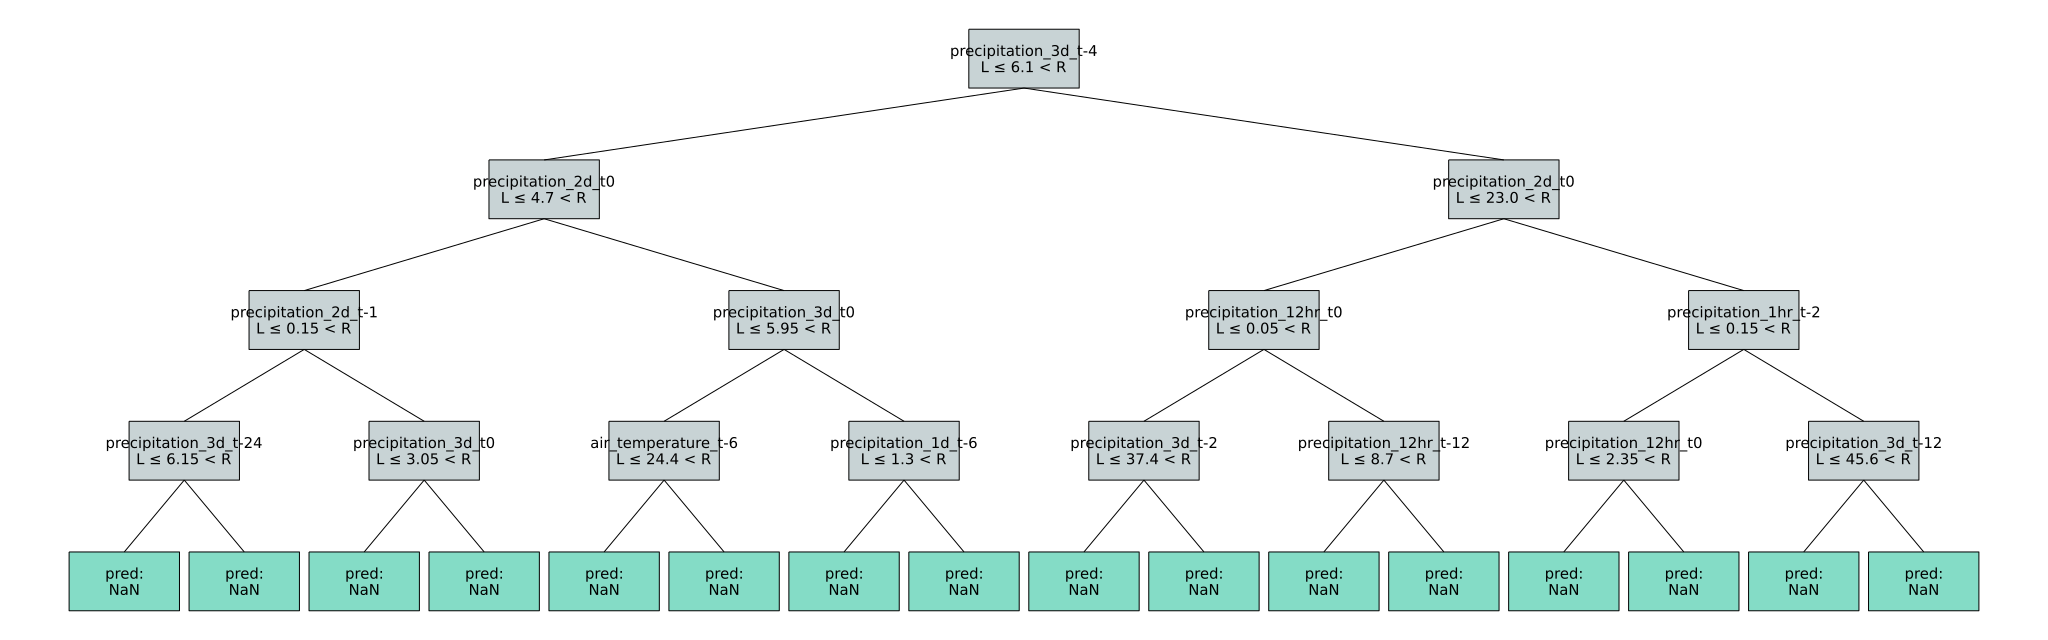 precipitation_3d_t-4
L ≤ 6.1 < R
precipitation_2d_t0
L ≤ 4.7 < R
precipitation_2d_t0
L ≤ 23.0 < R
precipitation_2d_t-1
L ≤ 0.15 < R
precipitation_3d_t0
L ≤ 5.95 < R
precipitation_12hr_t0
L ≤ 0.05 < R
precipitation_1hr_t-2
L ≤ 0.15 < R
precipitation_3d_t-24
L ≤ 6.15 < R
precipitation_3d_t0
L ≤ 3.05 < R
air_temperature_t-6
L ≤ 24.4 < R
precipitation_1d_t-6
L ≤ 1.3 < R
precipitation_3d_t-2
L ≤ 37.4 < R
precipitation_12hr_t-12
L ≤ 8.7 < R
precipitation_12hr_t0
L ≤ 2.35 < R
precipitation_3d_t-12
L ≤ 45.6 < R
pred:
NaN
pred:
NaN
pred:
NaN
pred:
NaN
pred:
NaN
pred:
NaN
pred:
NaN
pred:
NaN
pred:
NaN
pred:
NaN
pred:
NaN
pred:
NaN
pred:
NaN
pred:
NaN
pred:
NaN
pred:
NaN